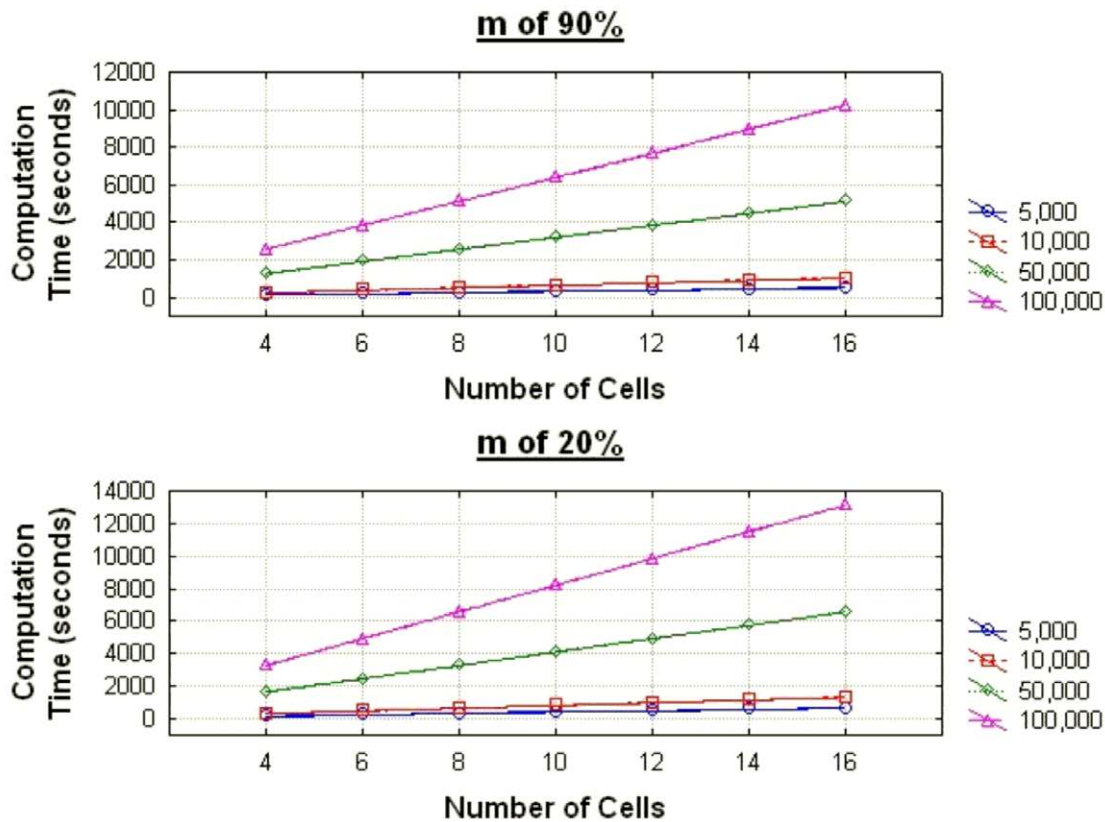 m of 90%
Computation
Time (seconds)
12000
10000
8000
6000
4000
2000
0
4 6 8 10 12 14 16
Number of Cells
5,000
10,000
50,000
100,000
m of 20%
Computation
Time (seconds)
14000
12000
10000
8000
6000
4000
2000
0
4 6 8 10 12 14 16
Number of Cells
5,000
10,000
50,000
100,000